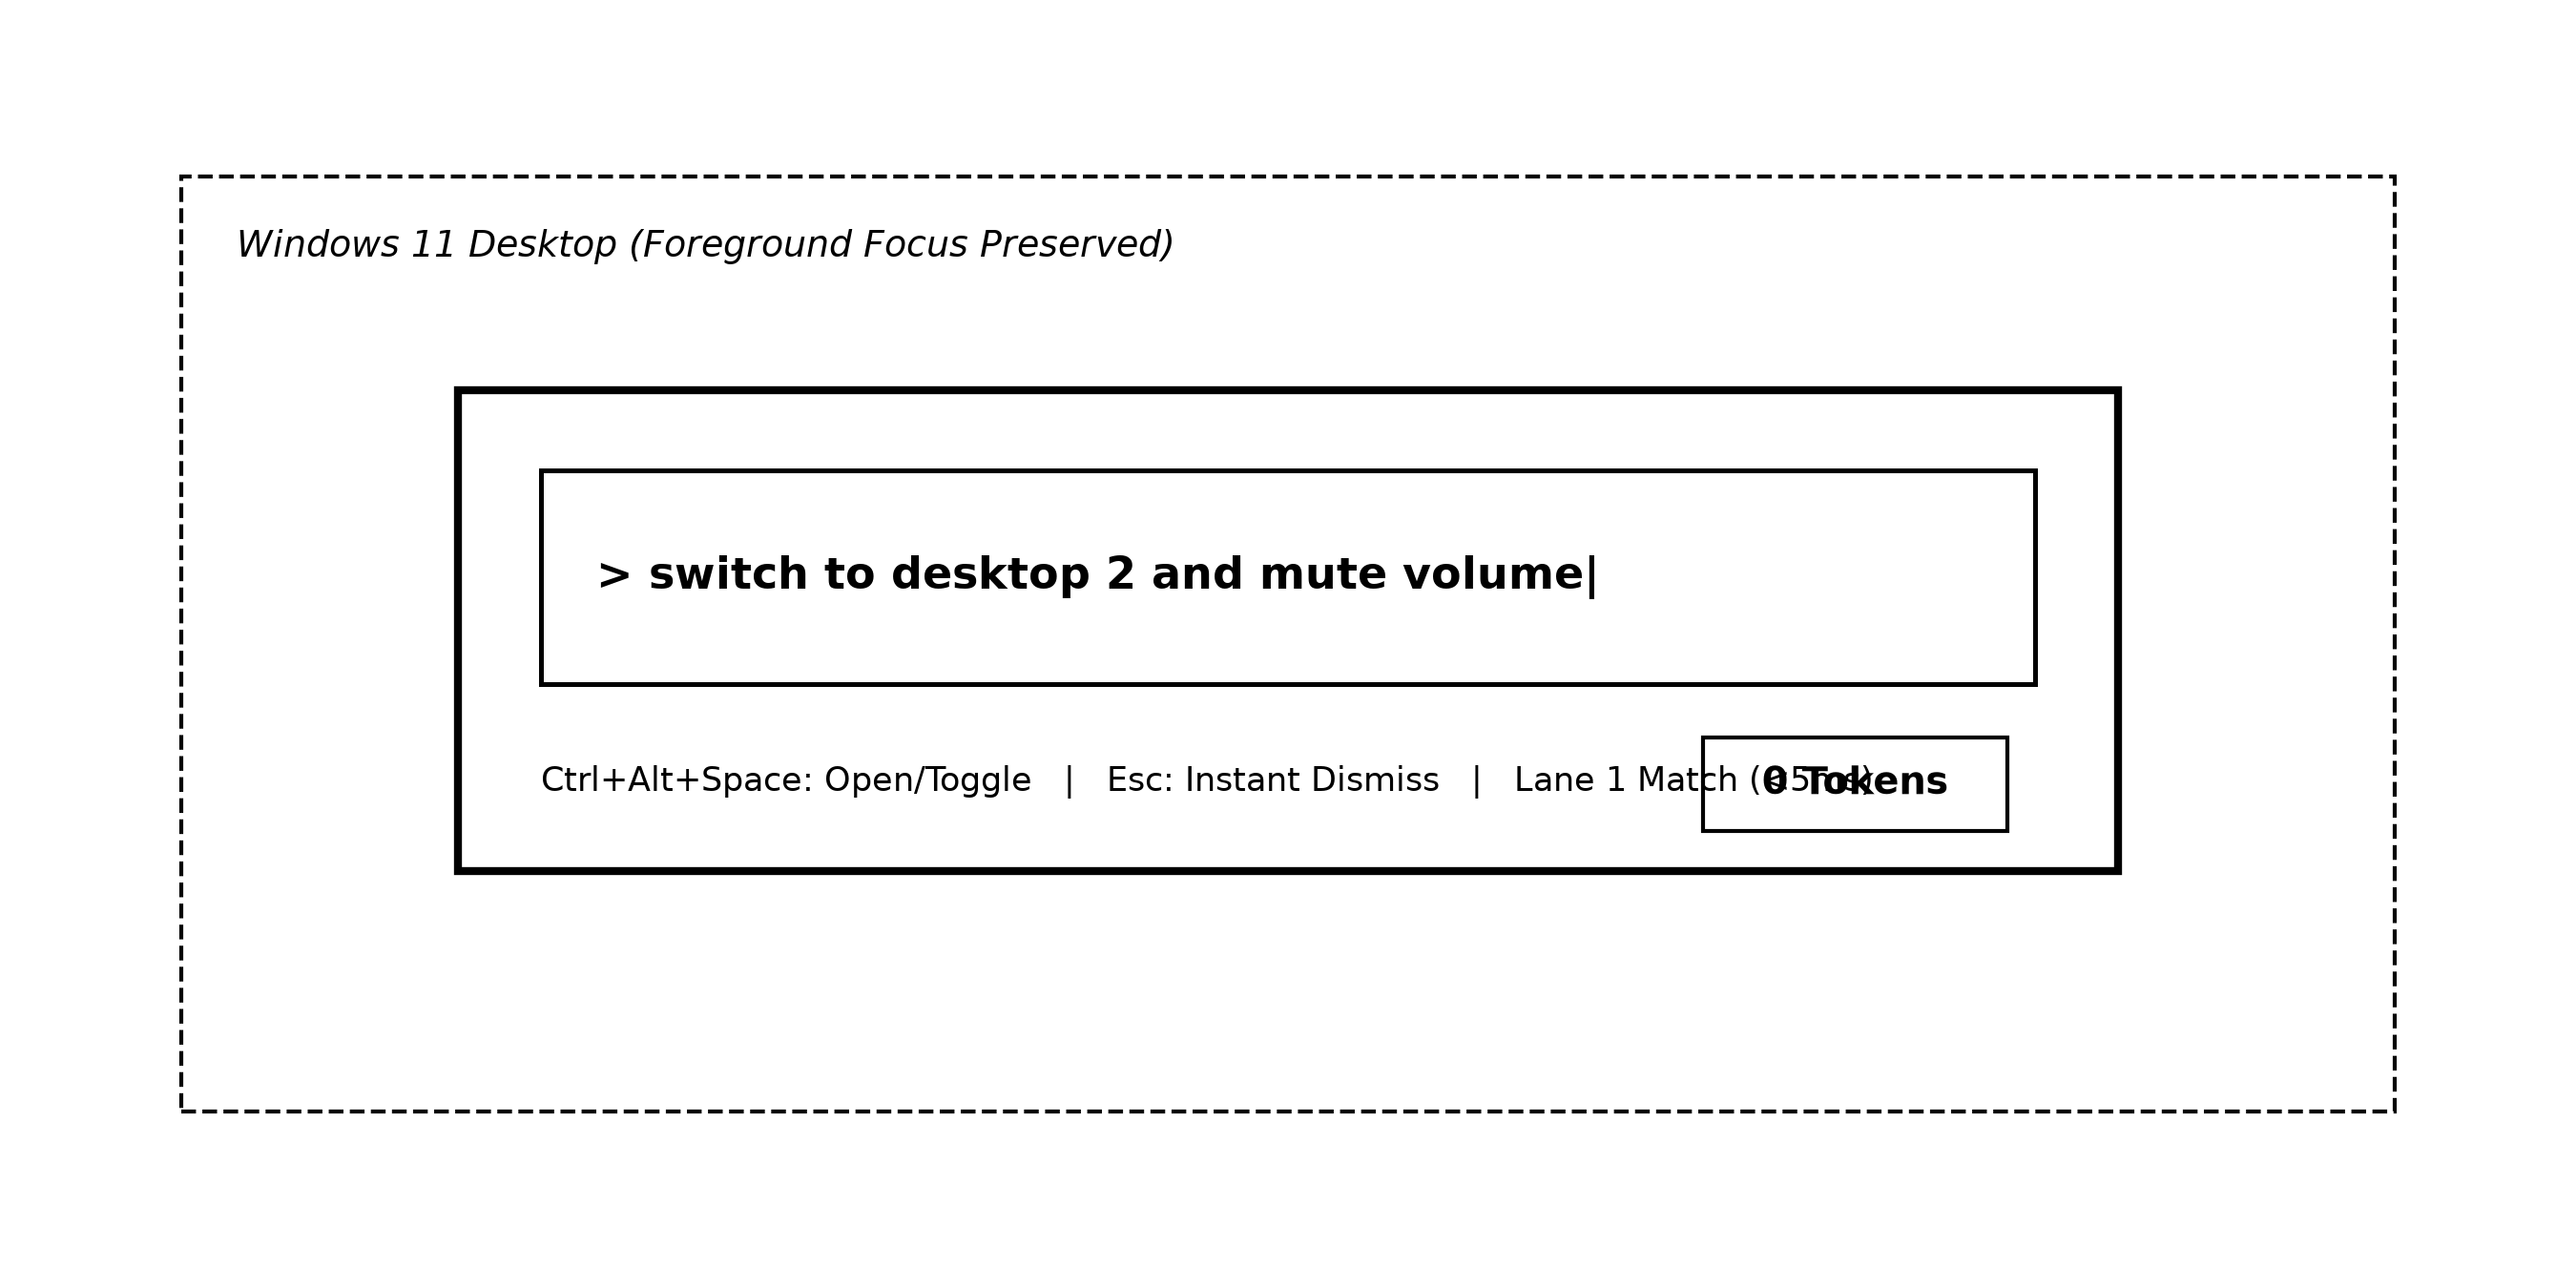 Windows 11 Desktop (Foreground Focus Preserved)
> switch to desktop 2 and mute volume|
Ctrl+Alt+Space: Open/Toggle | Esc: Instant Dismiss | Lane 1 Match (<5ms)
0 Tokens